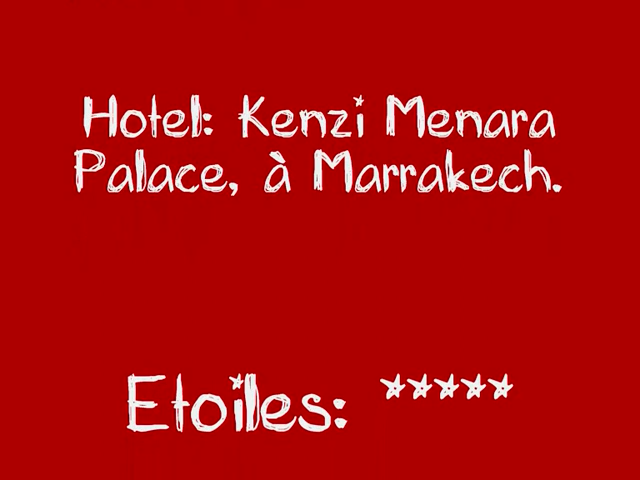 Hotel: Kenzi Menara
Palace, à Marrakech.
Etoiles: *****